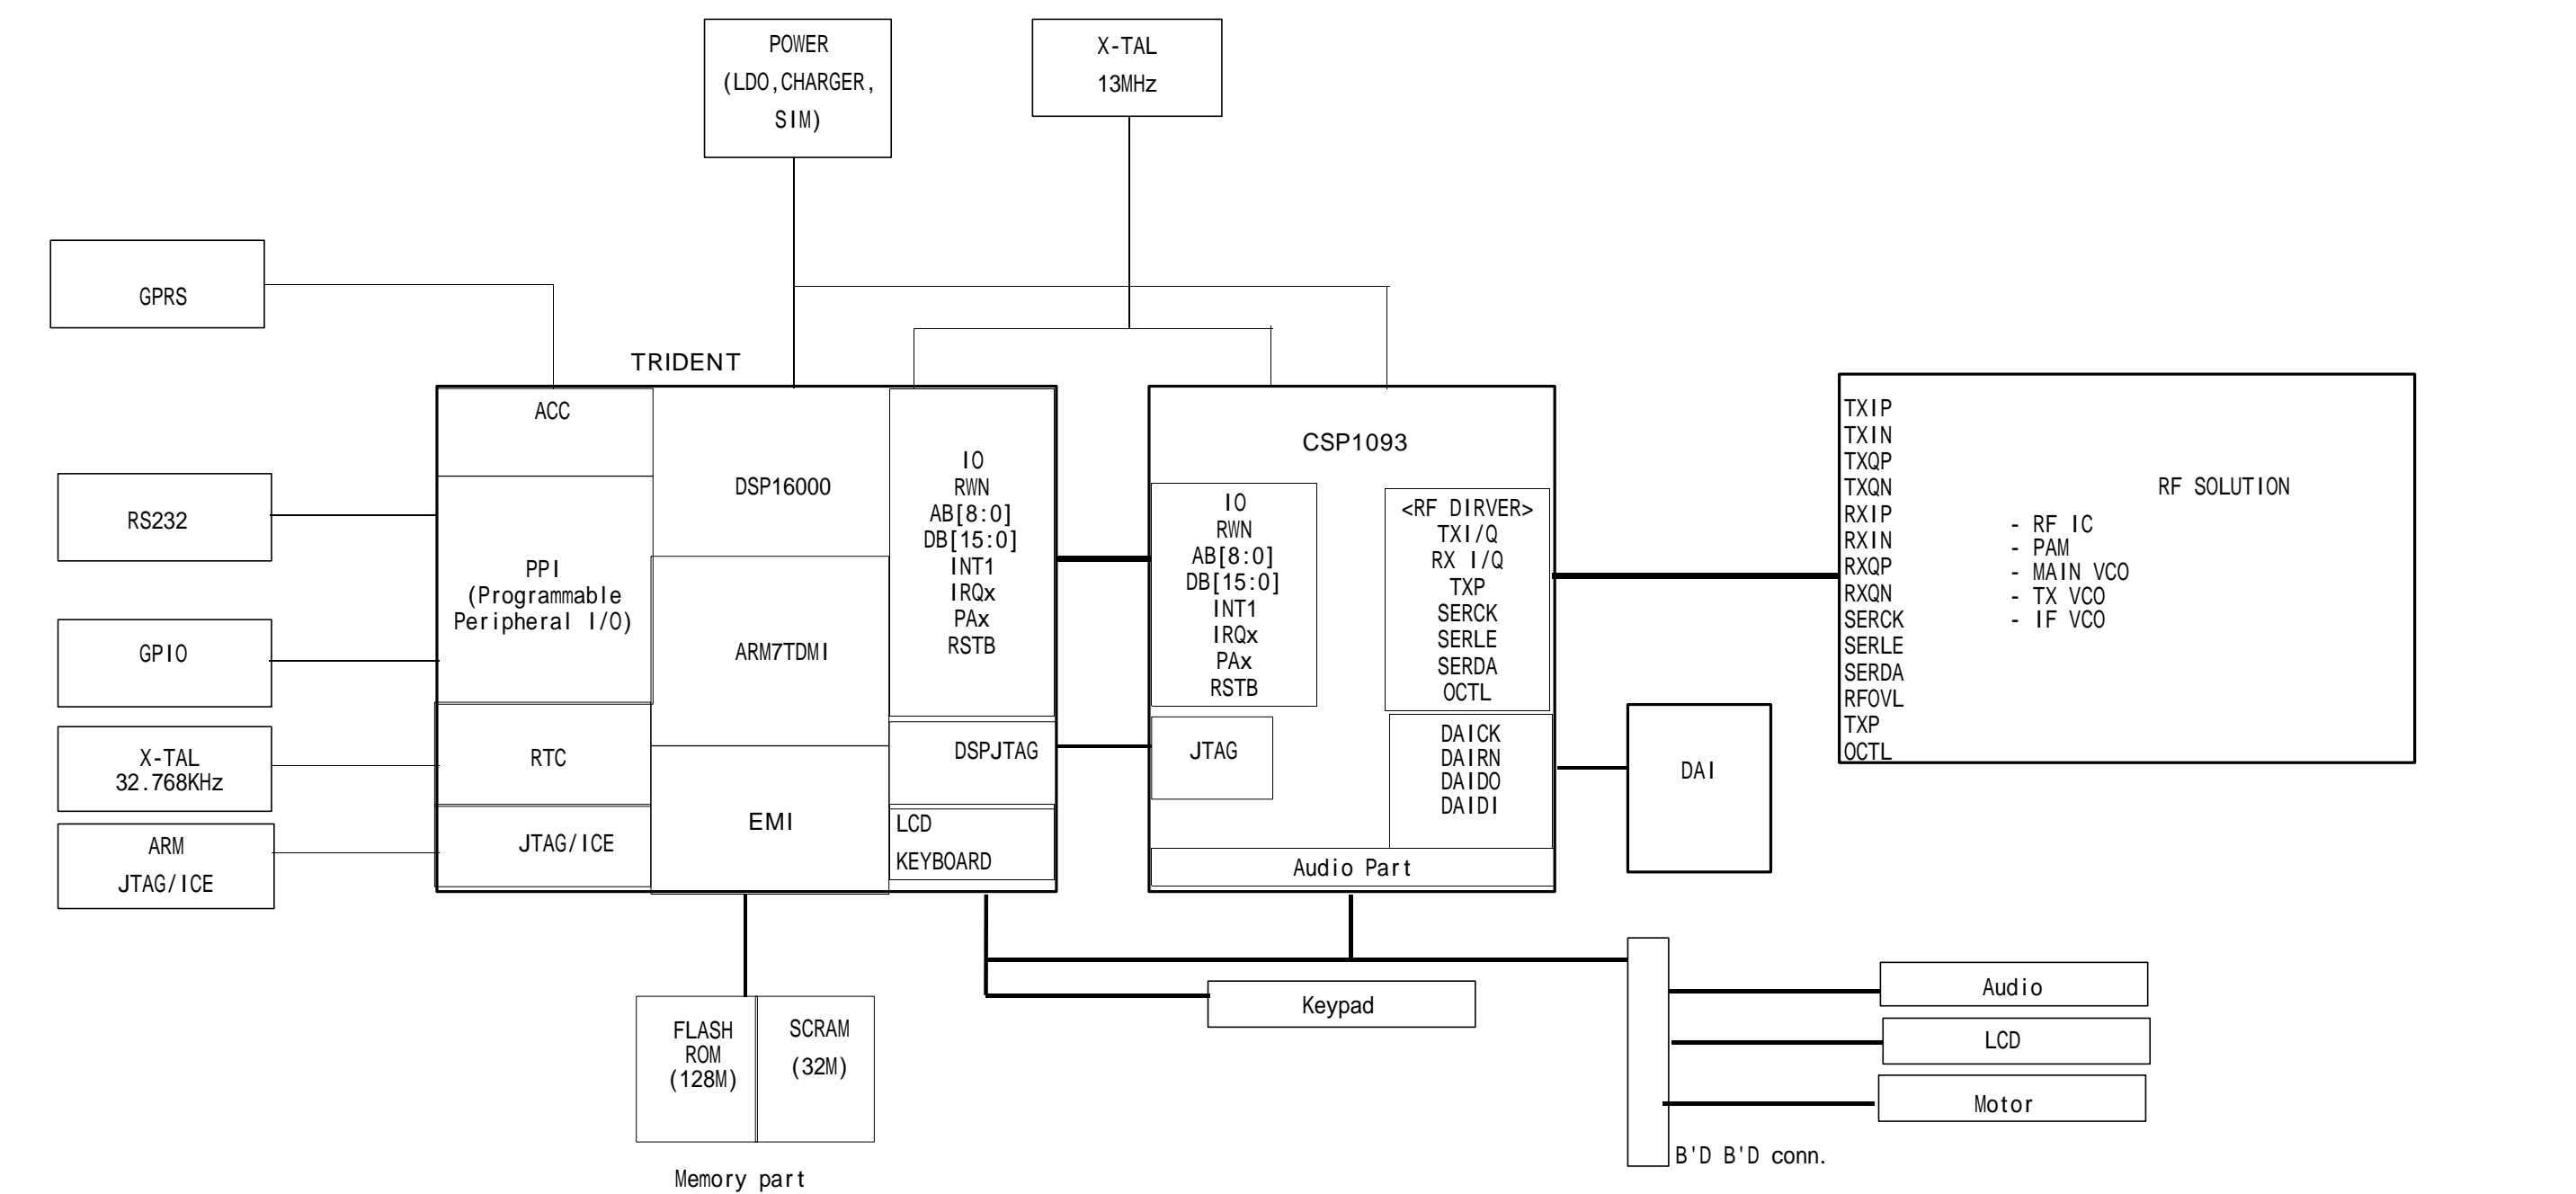 POWER
(LDO,CHARGER,
SIM)
X-TAL
13MHz
GPRS
TRIDENT
RS232
GPIO
X-TAL
32.768KHz
ARM
JTAG/ICE
ACC
PPI
(Programmable
Peripheral I/O)
RTC
JTAG/ICE
DSP16000
ARM7TDMI
EMI
IO
RWN
AB[8:0]
DB[15:0]
INT1
IRQx
PAx
RSTB
DSPJTAG
LCD
KEYBOARD
CSP1093
IO
RWN
AB[8:0]
DB[15:0]
INT1
IRQx
PAx
RSTB
JTAG
<RF DIRVER>
TXI/Q
RX I/Q
TXP
SERCK
SERLE
SERDA
OCTL
DAICK
DAIRN
DAIDO
DAIDI
Audio Part
DAI
TXIP
TXIN
TXQP
TXQN
RXIP
RXIN
RXQP
RXQN
SERCK
SERLE
SERDA
RFOVL
TXP
OCTL
RF SOLUTION
- RF IC
- PAM
- MAIN VCO
- TX VCO
- IF VCO
FLASH
ROM
(128M)
SCRAM
(32M)
Memory part
Keypad
Audio
LCD
Motor
B'D B'D conn.